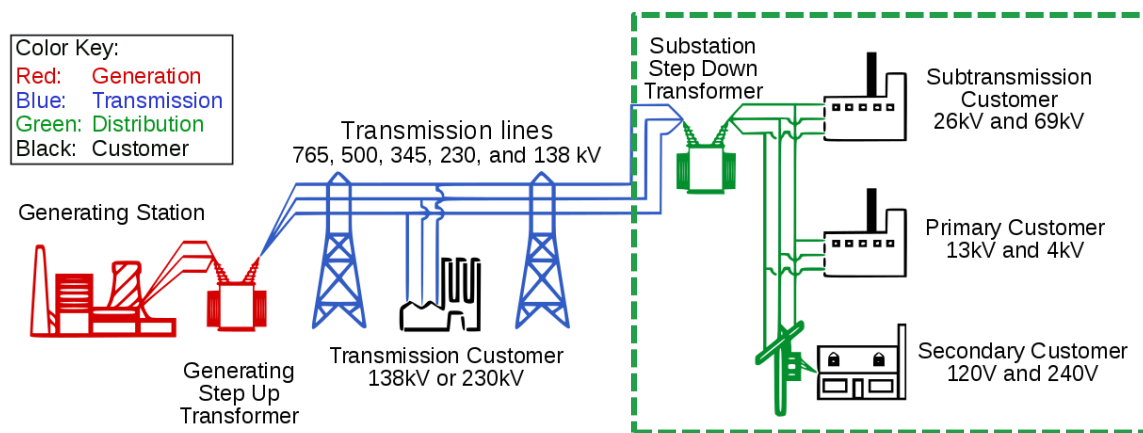 Color Key:
Red: Generation
Blue: Transmission
Green: Distribution
Black: Customer
Generating Station
Generating
Step Up
Transformer
Transmission lines
765, 500, 345, 230, and 138 kV
Transmission Customer
138kV or 230kV
Substation
Step Down
Transformer
Subtransmission
Customer
26kV and 69kV
Primary Customer
13kV and 4kV
Secondary Customer
120V and 240V